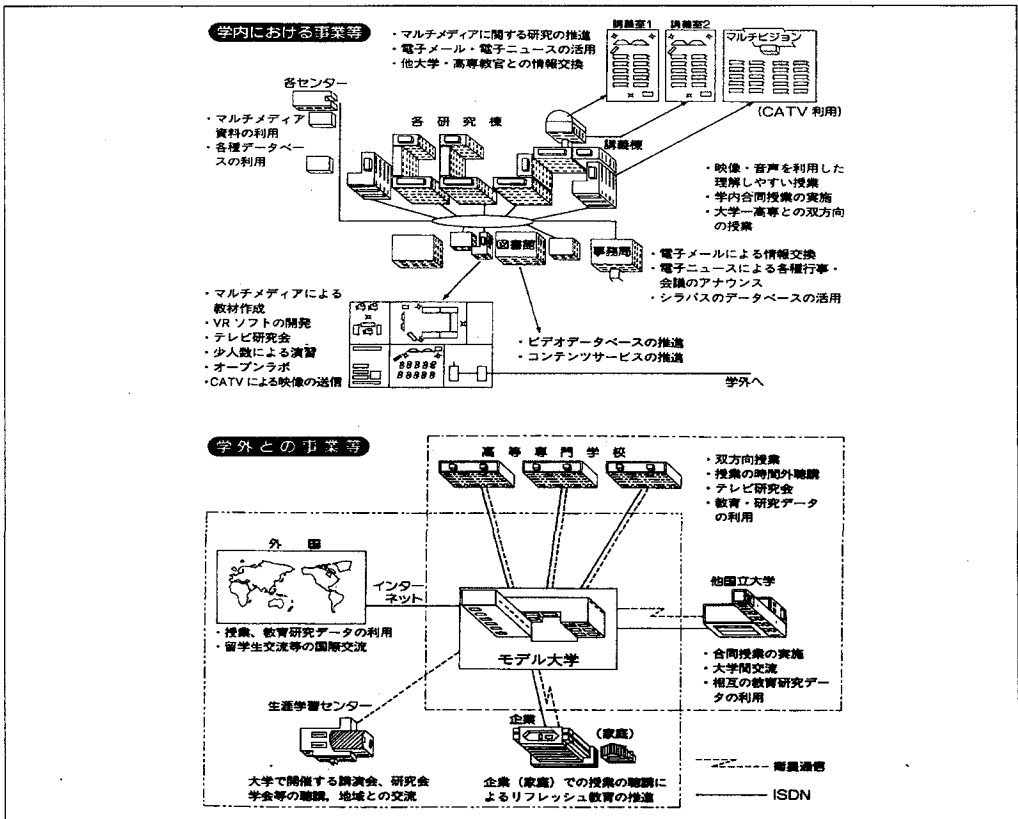 学内における事業等
・マルチメディアに関する研究の推進
・電子メール・電子ニュースの活用
・他大学・高専教官との情報交換
講義室1
講義室2
マルチビジョン
(CATV 利用)
各センター
・マルチメディア
資料の利用
・各種データベー
スの利用
各研究棟
講義棟
・映像・音声を利用した
理解しやすい授業
・学内合同授業の実施
・大学ー高専との双方向
の授業
図書館
事務局
・電子メールによる情報交換
・電子ニュースによる各種行事・
会議のアナウンス
・シラバスのデータベースの活用
・マルチメディアによる
教材作成
・VR ソフトの開発
・テレビ研究会
・少人数による演習
・オープンラボ
・CATV による映像の送信
・ビデオデータベースの推進
・コンテンツサービスの推進
学外へ
学外との事業等
高等専門学校
・双方向授業
・授業の時間外聴講
・テレビ研究会
・教育・研究データ
の利用
外国
インター
ネット
・授業、教育研究データの利用
・留学生交流等の国際交流
モデル大学
他国立大学
・合同授業の実施
・大学間交流
・相互の教育研究デー
タの利用
生涯学習センター
大学で開催する講演会、研究会
学会等の聴講，地域との交流
企業
(家庭)
企業（家庭）での授業の聴講に
よるリフレッシュ教育の推進
衛星通信
ISDN